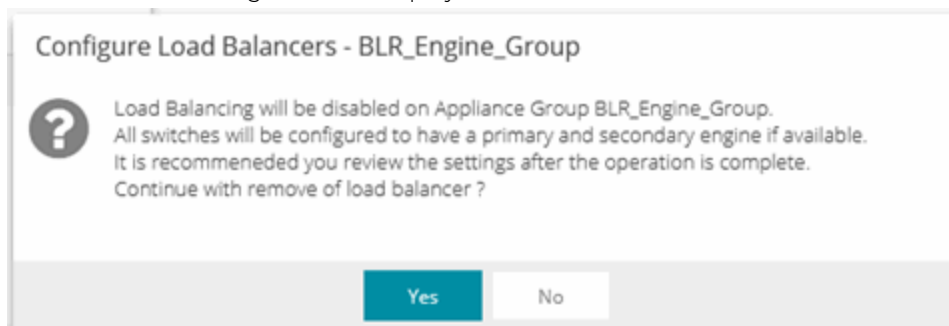 Configure Load Balancers - BLR_Engine_Group
Load Balancing will be disabled on Appliance Group BLR_Engine_Group.
All switches will be configured to have a primary and secondary engine if available.
It is recommeneded you review the settings after the operation is complete.
Continue with remove of load balancer ?
Yes
No